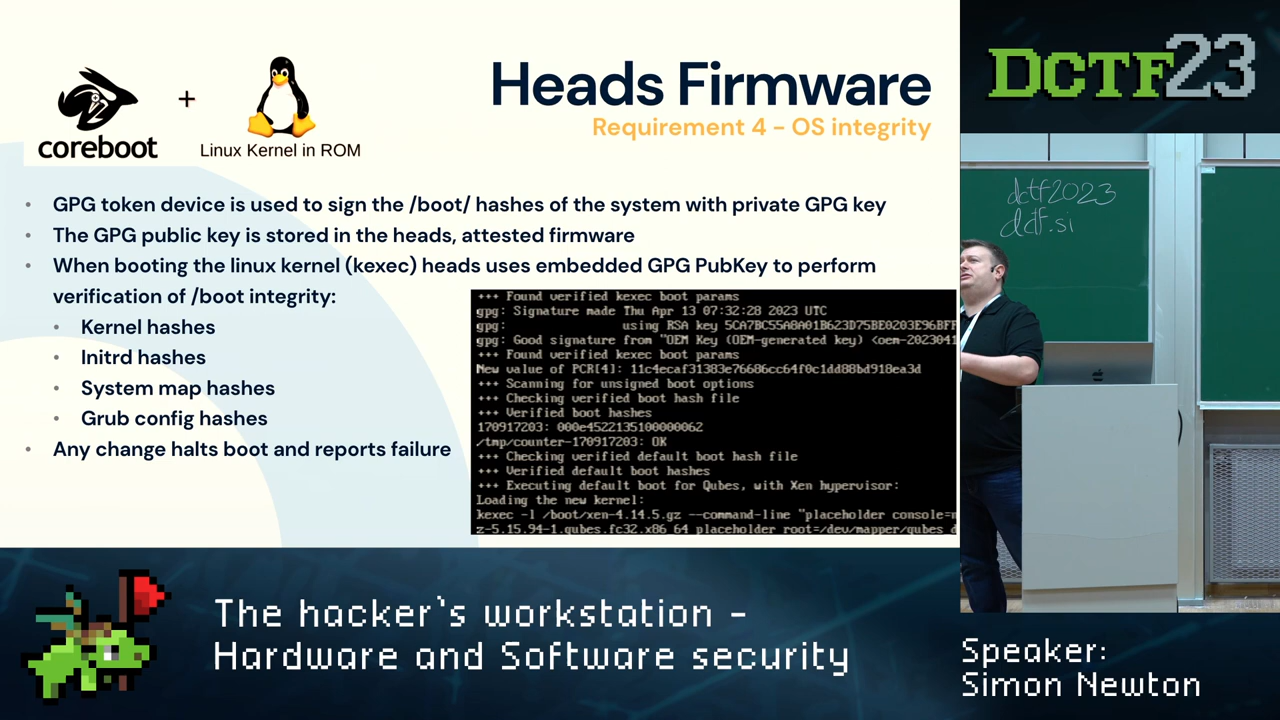 coreboot
+
Linux Kernel in ROM
Heads Firmware
Requirement 4 - OS integrity
• GPG token device is used to sign the /boot/ hashes of the system with private GPG key
• The GPG public key is stored in the heads, attested firmware
• When booting the linux kernel (kexec) heads uses embedded GPG PubKey to perform
verification of /boot integrity:
• Kernel hashes
• Initrd hashes
• System map hashes
• Grub config hashes
• Any change halts boot and reports failure
+++ Found verified kexec boot params
gpg: Signature made Thu Apr 13 07:32:28 2023 UTC
gpg: using RSA key 5CA7BC55A8A01B623D75BE0203E96BFF
gpg: Good signature from "OEM Key (OEM-generated key) <oem-2023041
+++ Found verified kexec boot params
New value of PCR[4]: 11c4ecaf31383e76686cc64f0c1dd88bd918ea3d
+++ Scanning for unsigned boot options
+++ Checking verified boot hash file
+++ Verified boot hashes
170917203: 000e4522135100000062
/tmp/counter-170917203: OK
+++ Checking verified default boot hash file
+++ Verified default boot hashes
+++ Executing default boot for Qubes, with Xen hypervisor:
Loading the new kernel:
kexec -l /boot/xen-4.14.5.gz --command-line "placeholder console=n
z-5.15.94-1.qubes.fc32.x86_64 placeholder root=/dev/mapper/qubes_d
DCTF23
dctf2023
dctf.si
The hacker`s workstation -
Hardware and Software security
Speaker:
Simon Newton